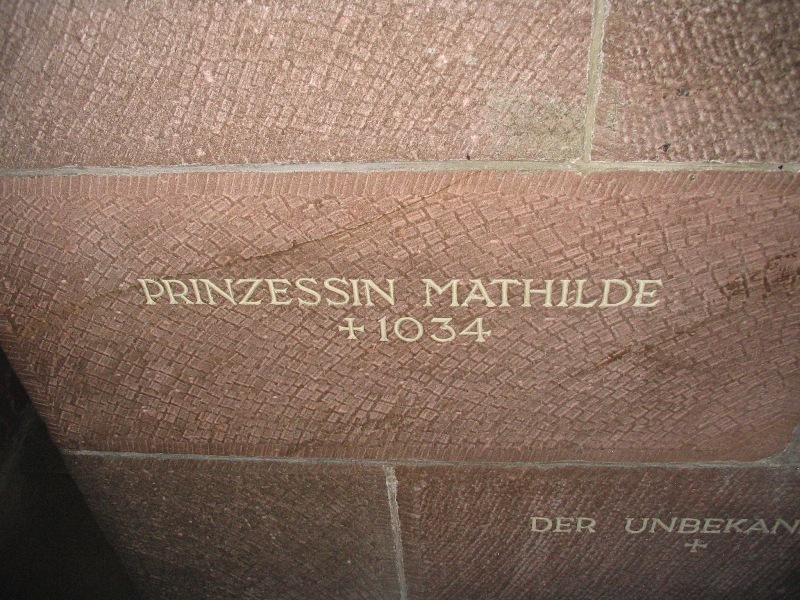 PRINZESSIN MATHILDE
+1034
DER UNBEKAN
+